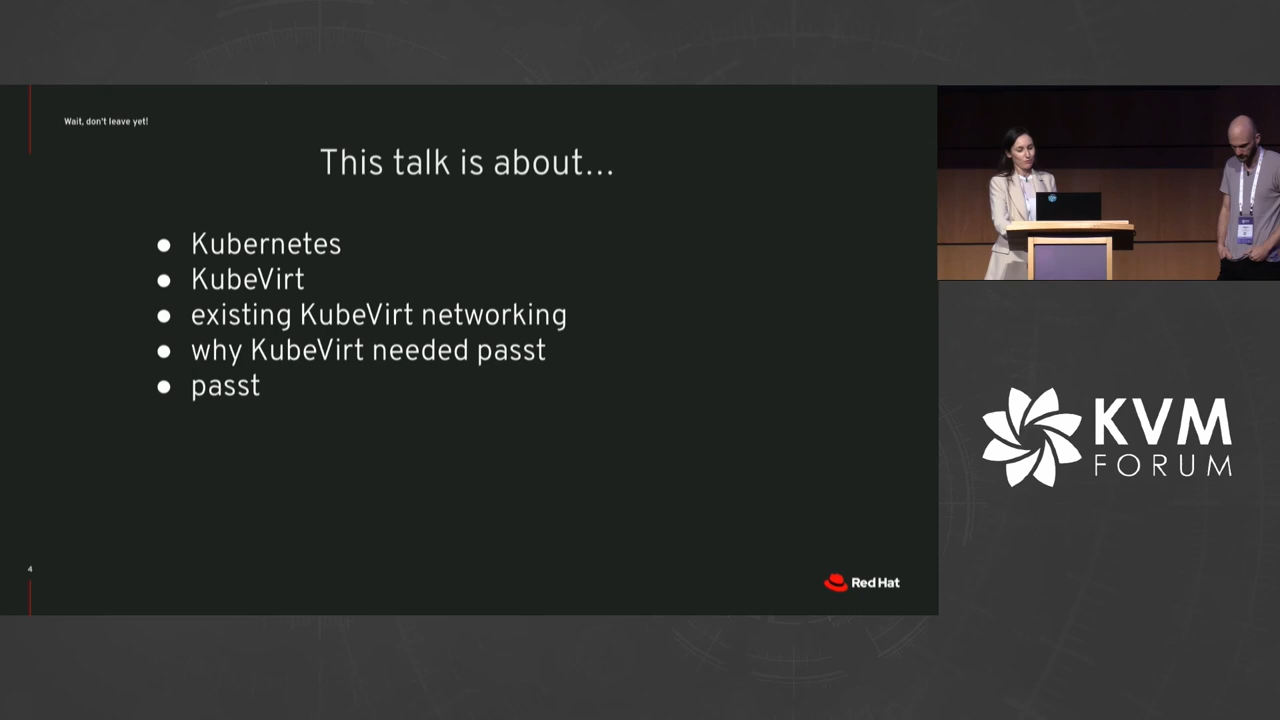 Wait, don't leave yet!
This talk is about...
● Kubernetes
● KubeVirt
● existing KubeVirt networking
● why KubeVirt needed passt
● passt
4
Red Hat
KVM
FORUM